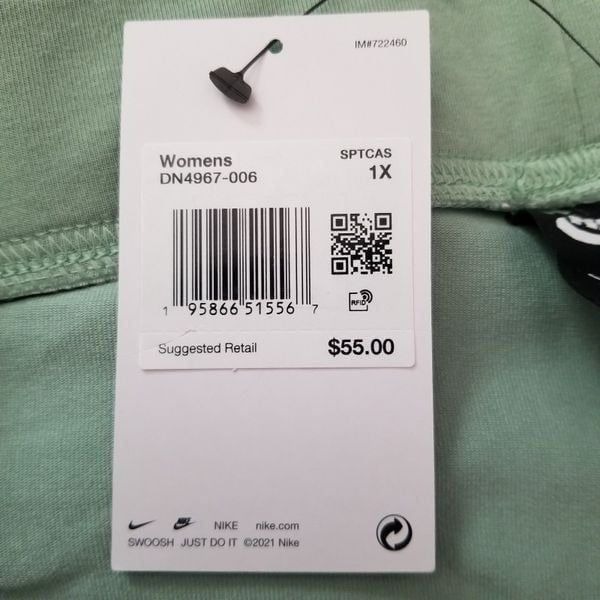 IM#722460
Womens SPTCAS
DN4967-006 1X
1 95866 51556 7
RFID
Suggested Retail $55.00
NIKE nike.com
SWOOSH JUST DO IT ©2021 Nike